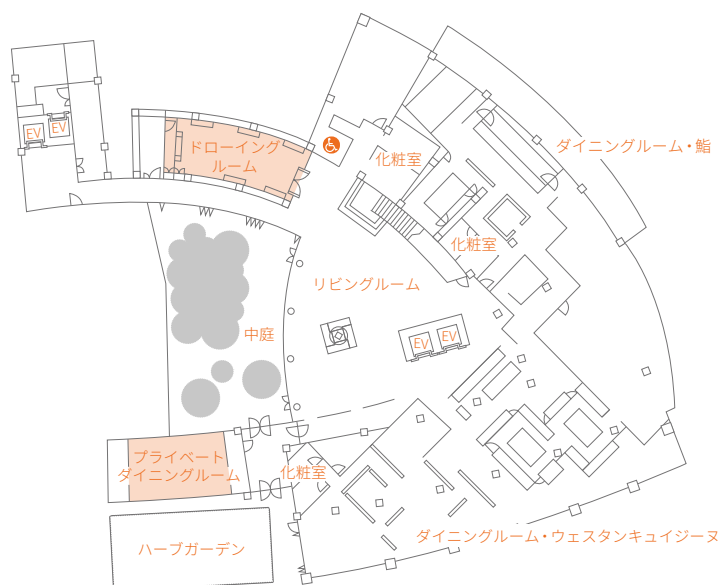 EV
EV
ドローイング
ルーム
化粧室
ダイニングルーム・鮨
化粧室
リビングルーム
中庭
EV
EV
プライベート
ダイニングルーム
化粧室
ダイニングルーム・ウェスタンキュイジーヌ
ハーブガーデン